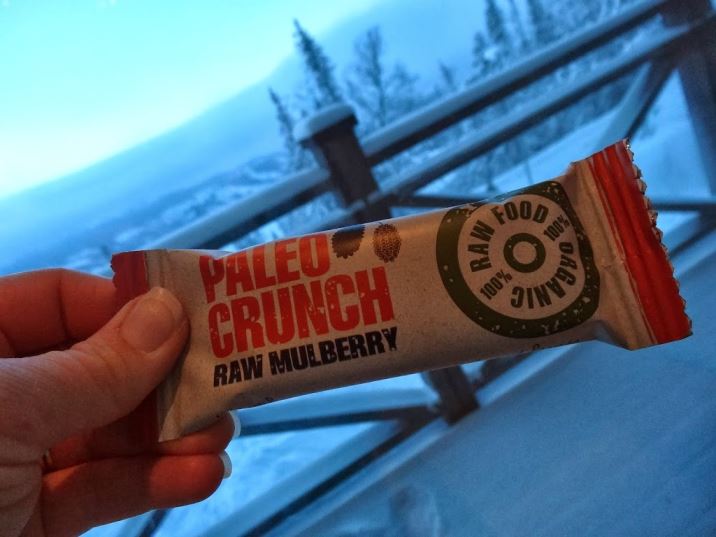 PALEO
CRUNCH
RAW MULBERRY
RAW FOOD
100% ORGANIC 100%